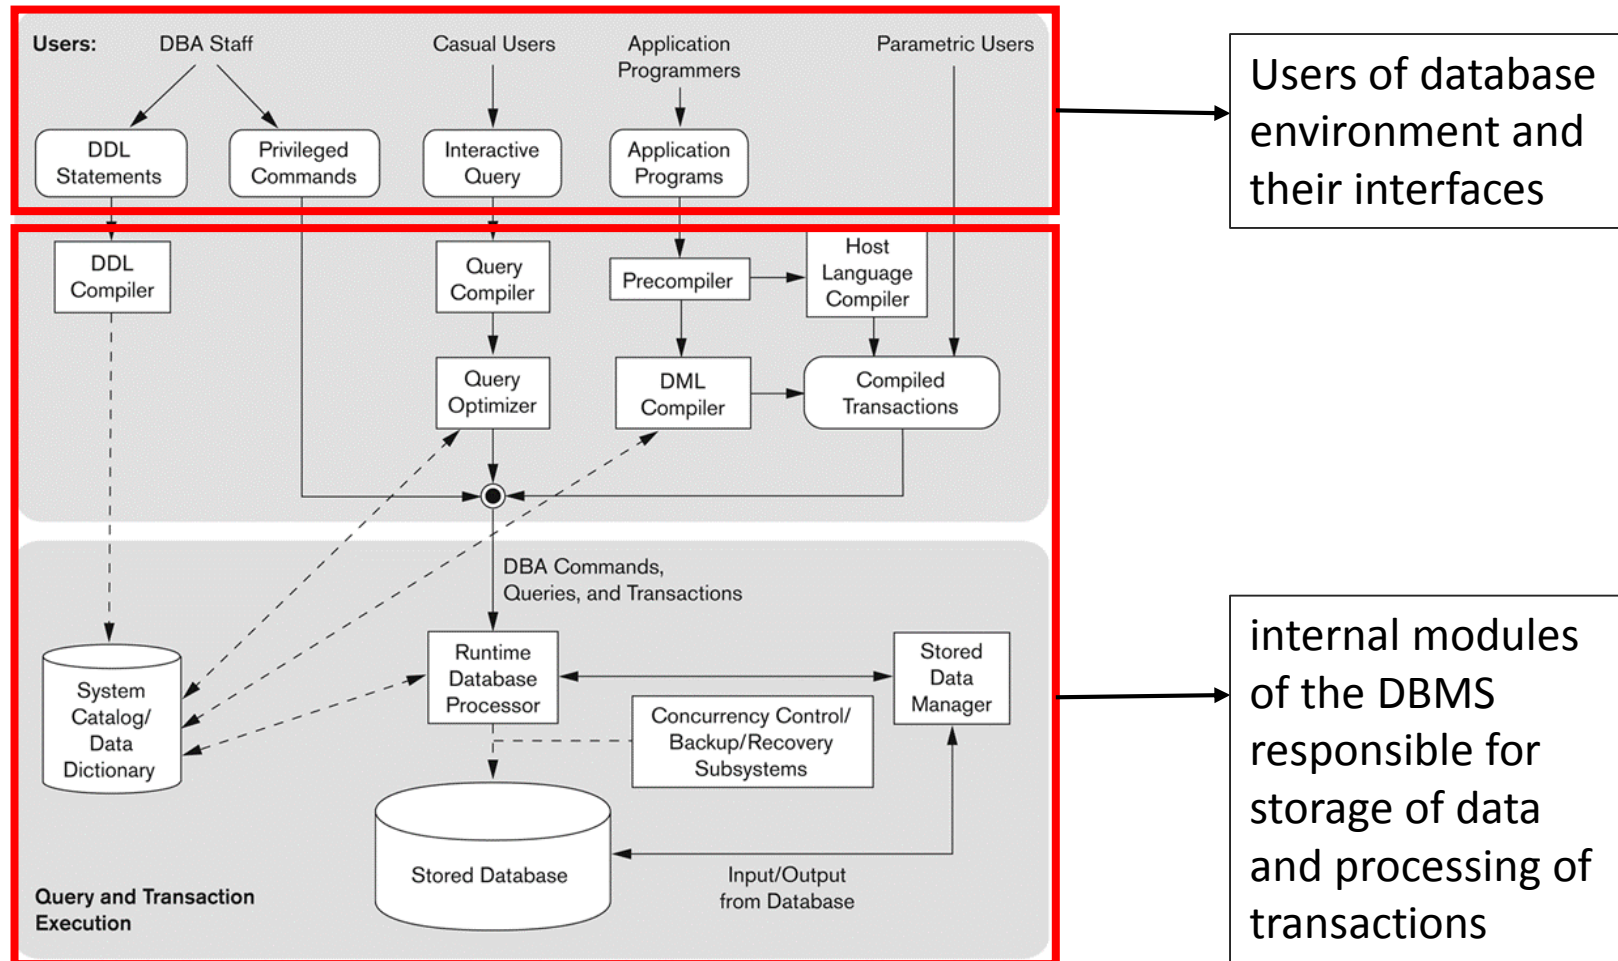 Users:
DBA Staff
Casual Users
Application
Programmers
Parametric Users
DDL
Statements
Privileged
Commands
Interactive
Query
Application
Programs
Users of database
environment and
their interfaces
DDL
Compiler
Query
Compiler
Precompiler
Host
Language
Compiler
Query
Optimizer
DML
Compiler
Compiled
Transactions
DBA Commands,
Queries, and Transactions
System
Catalog/
Data
Dictionary
Runtime
Database
Processor
Stored
Data
Manager
Concurrency Control/
Backup/Recovery
Subsystems
Stored Database
Input/Output
from Database
Query and Transaction
Execution
internal modules
of the DBMS
responsible for
storage of data
and processing of
transactions